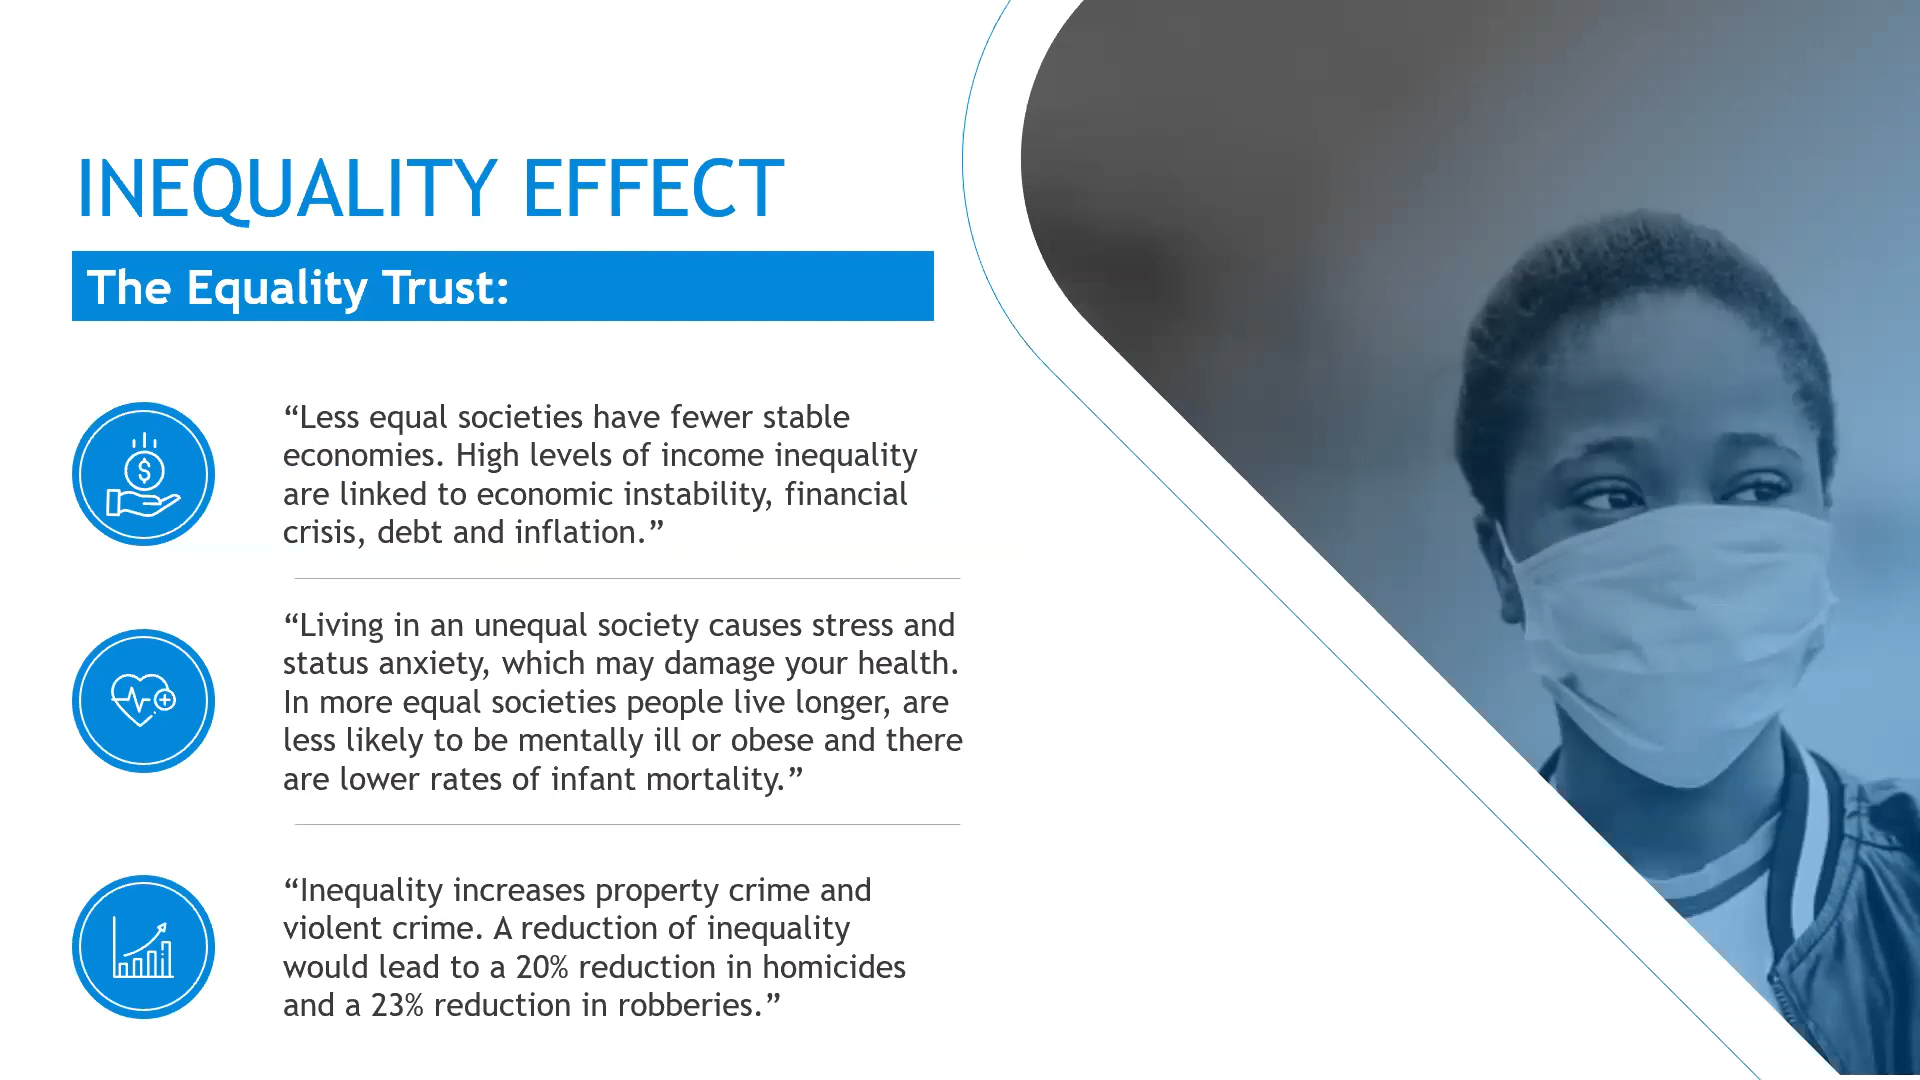 INEQUALITY EFFECT
The Equality Trust:
“Less equal societies have fewer stable
economies. High levels of income inequality
are linked to economic instability, financial
crisis, debt and inflation.”
“Living in an unequal society causes stress and
status anxiety, which may damage your health.
In more equal societies people live longer, are
less likely to be mentally ill or obese and there
are lower rates of infant mortality.”
“Inequality increases property crime and
violent crime. A reduction of inequality
would lead to a 20% reduction in homicides
and a 23% reduction in robberies.”